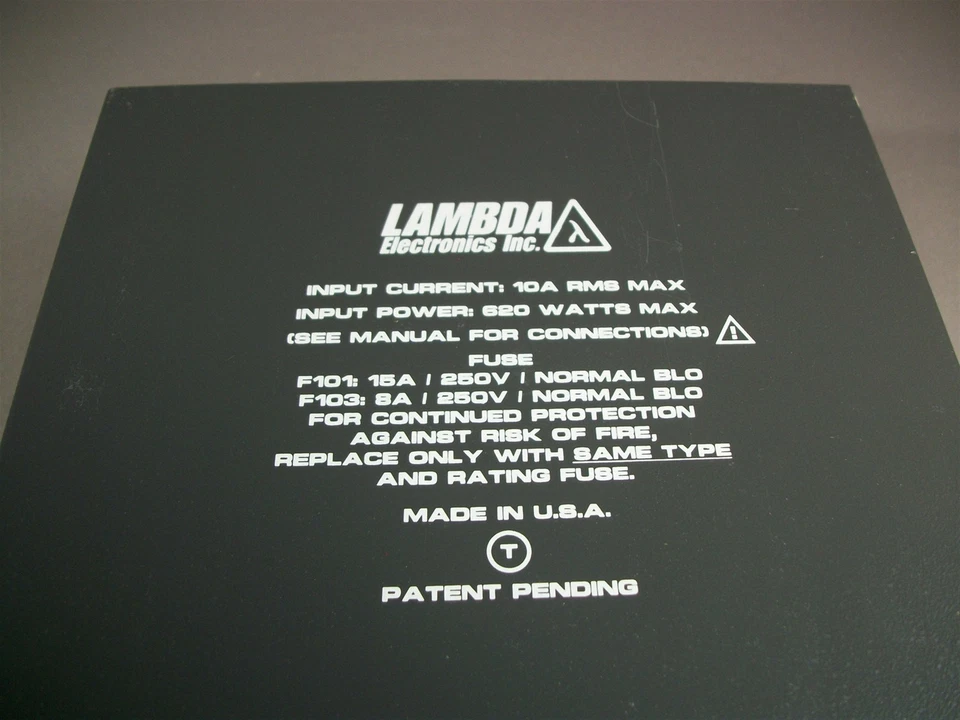 LAMBDA
Electronics Inc. λ
INPUT CURRENT: 10A RMS MAX
INPUT POWER: 620 WATTS MAX
(SEE MANUAL FOR CONNECTIONS) !
FUSE
F101: 15A / 250V / NORMAL BLO
F103: 8A / 250V / NORMAL BLO
FOR CONTINUED PROTECTION
AGAINST RISK OF FIRE,
REPLACE ONLY WITH SAME TYPE
AND RATING FUSE.
MADE IN U.S.A.
T
PATENT PENDING